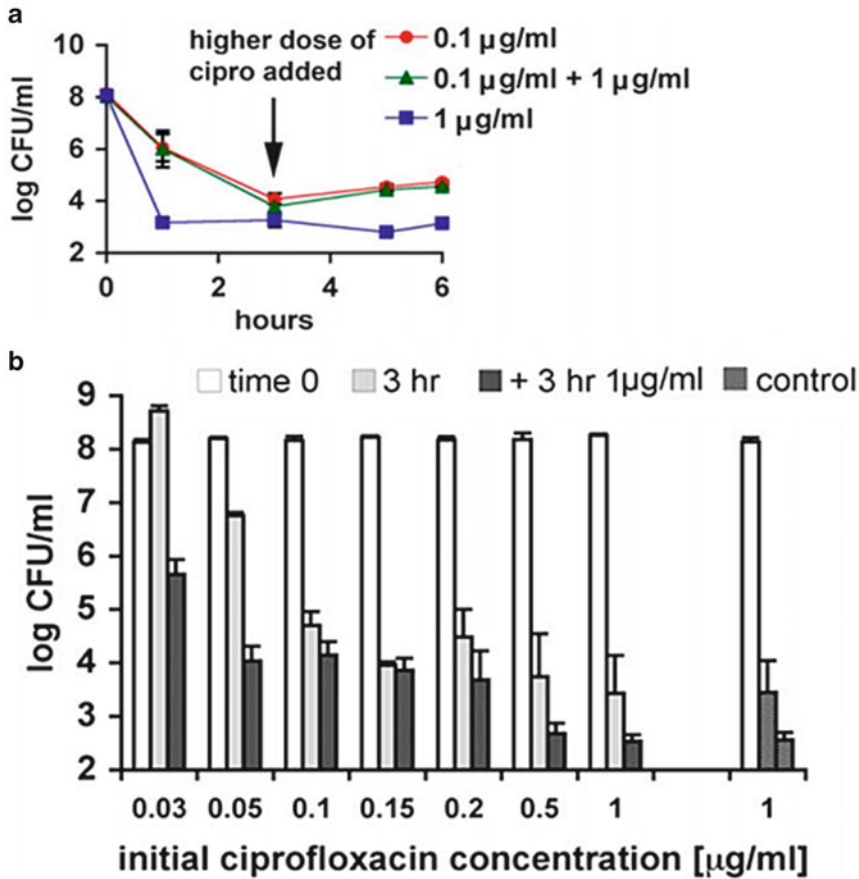 a
higher dose of
cipro added
0.1 µg/ml
0.1 µg/ml + 1 µg/ml
1 µg/ml
log CFU/ml
10
8
6
4
2
0 2 4 6
hours
b
time 0 3 hr + 3 hr 1µg/ml control
log CFU/ml
9
8
7
6
5
4
3
2
0.03 0.05 0.1 0.15 0.2 0.5 1 1
initial ciprofloxacin concentration [µg/ml]